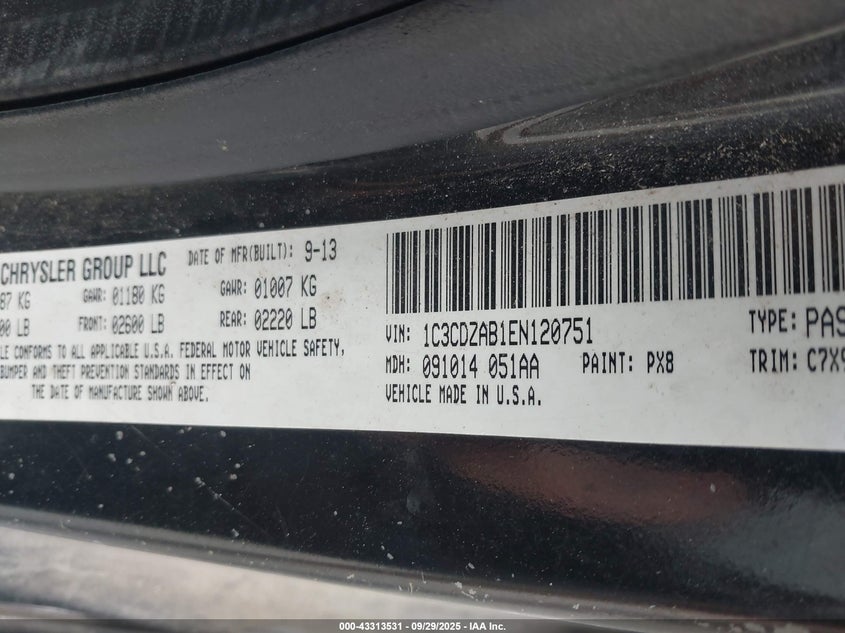 CHRYSLER GROUP LLC DATE OF MFR(BUILT): 9-13
87 KG GAWR: 01180 KG GAWR: 01007 KG
00 LB FRONT: 02600 LB REAR: 02220 LB
LE CONFORMS TO ALL APPLICABLE U.S.A. FEDERAL MOTOR VEHICLE SAFETY,
BUMPER AND THEFT PREVENTION STANDARDS IN EFFECT ON
THE DATE OF MANUFACTURE SHOWN ABOVE.
VIN: 1C3CDZAB1EN120751 TYPE: PAS
MDH: 091014 051AA PAINT: PX8 TRIM: C7X9
VEHICLE MADE IN U.S.A.
000-43313531 - 09/29/2025 - IAA Inc.